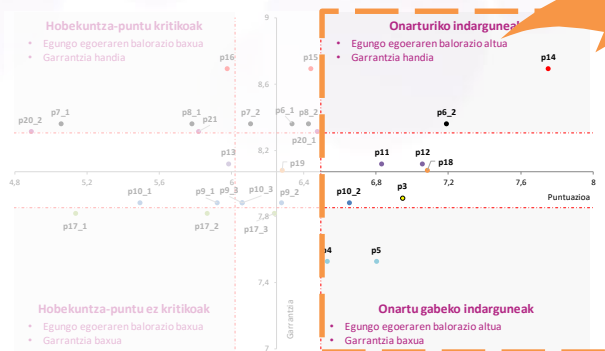 Hobekuntza-puntu kritikoak
• Egungo egoeraren balorazio baxua
• Garrantzia handia
Onarturiko indarguneak
• Egungo egoeraren balorazio altua
• Garrantzia handia
9
p16
p15
p14
8,6
p20_2
p7_1
p8_1
p21
p7_2
p6_1
p8_2
p20_1
p6_2
8,2
p13
p19
p11
p12
p18
4,8
5,2
5,6
6
6,4
6,8
7,2
7,6
8
Puntuazioa
p10_1
p9_1
p9_3
p10_3
p9_2
p10_2
p3
7,8
p17_1
p17_2
p17_3
p4
p5
7,4
Garrantzia
Hobekuntza-puntu ez kritikoak
• Egungo egoeraren balorazio baxua
• Garrantzia baxua
Onartu gabeko indarguneak
• Egungo egoeraren balorazio altua
• Garrantzia baxua
7